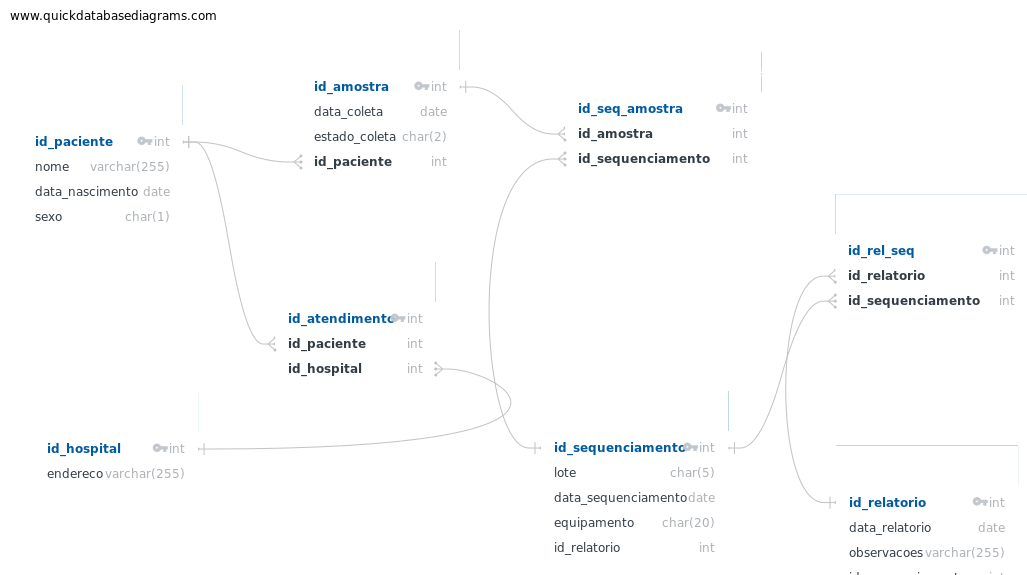 www.quickdatabasediagrams.com
id_paciente int
nome varchar(255)
data_nascimento date
sexo char(1)
id_amostra int
data_coleta date
estado_coleta char(2)
id_paciente int
id_seq_amostra int
id_amostra int
id_sequenciamento int
id_rel_seq int
id_relatorio int
id_sequenciamento int
id_atendimento int
id_paciente int
id_hospital int
id_hospital int
endereco varchar(255)
id_sequenciamento int
lote char(5)
data_sequenciamento date
equipamento char(20)
id_relatorio int
id_relatorio int
data_relatorio date
observacoes varchar(255)